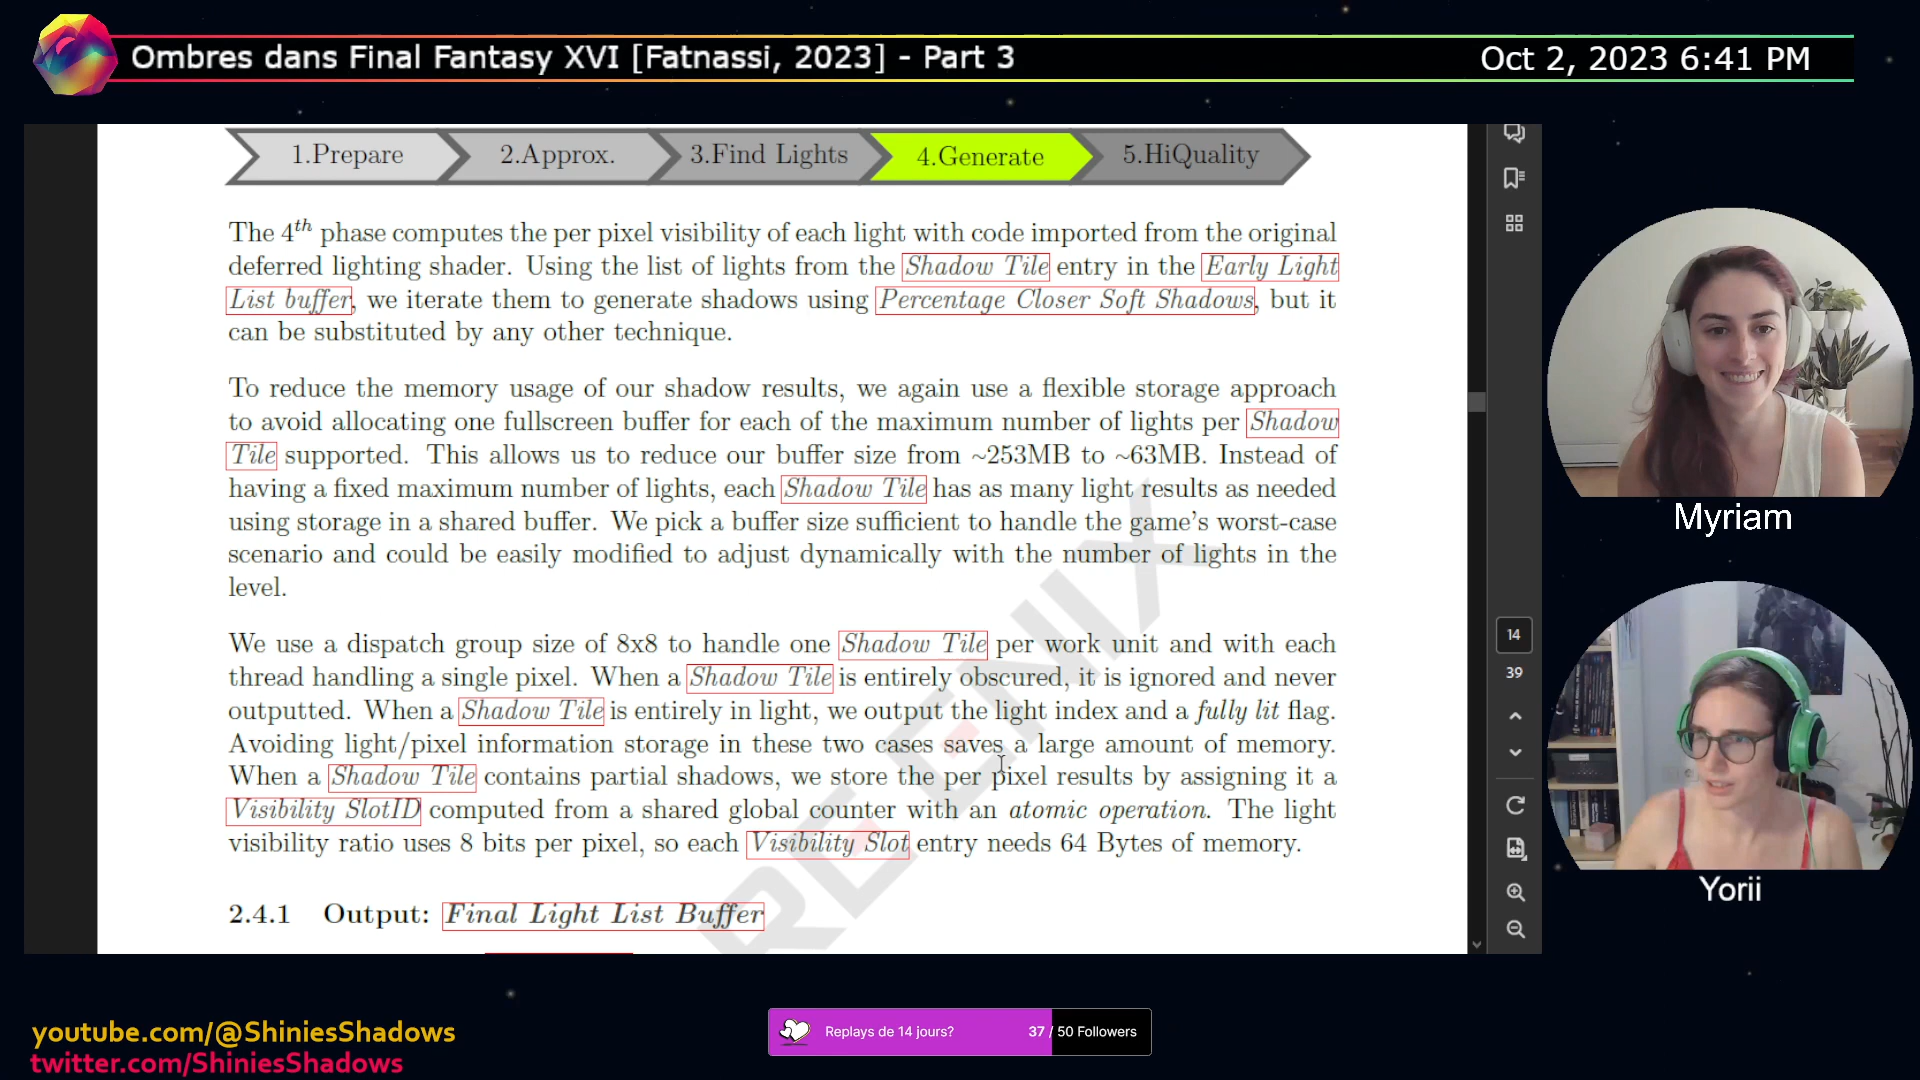 Ombres dans Final Fantasy XVI [Fatnassi, 2023] - Part 3
Oct 2, 2023 6:41 PM
1.Prepare
2.Approx.
3.Find Lights
4.Generate
5.HiQuality
The 4th phase computes the per pixel visibility of each light with code imported from the original
deferred lighting shader. Using the list of lights from the Shadow Tile entry in the Early Light
List buffer, we iterate them to generate shadows using Percentage Closer Soft Shadows, but it
can be substituted by any other technique.
To reduce the memory usage of our shadow results, we again use a flexible storage approach
to avoid allocating one fullscreen buffer for each of the maximum number of lights per Shadow
Tile supported. This allows us to reduce our buffer size from ~253MB to ~63MB. Instead of
having a fixed maximum number of lights, each Shadow Tile has as many light results as needed
using storage in a shared buffer. We pick a buffer size sufficient to handle the game's worst-case
scenario and could be easily modified to adjust dynamically with the number of lights in the
level.
We use a dispatch group size of 8x8 to handle one Shadow Tile per work unit and with each
thread handling a single pixel. When a Shadow Tile is entirely obscured, it is ignored and never
outputted. When a Shadow Tile is entirely in light, we output the light index and a fully lit flag.
Avoiding light/pixel information storage in these two cases saves a large amount of memory.
When a Shadow Tile contains partial shadows, we store the per pixel results by assigning it a
Visibility SlotID computed from a shared global counter with an atomic operation. The light
visibility ratio uses 8 bits per pixel, so each Visibility Slot entry needs 64 Bytes of memory.
2.4.1 Output: Final Light List Buffer
14
39
Myriam
Yorii
youtube.com/@ShiniesShadows
twitter.com/ShiniesShadows
Replays de 14 jours?
37 / 50 Followers